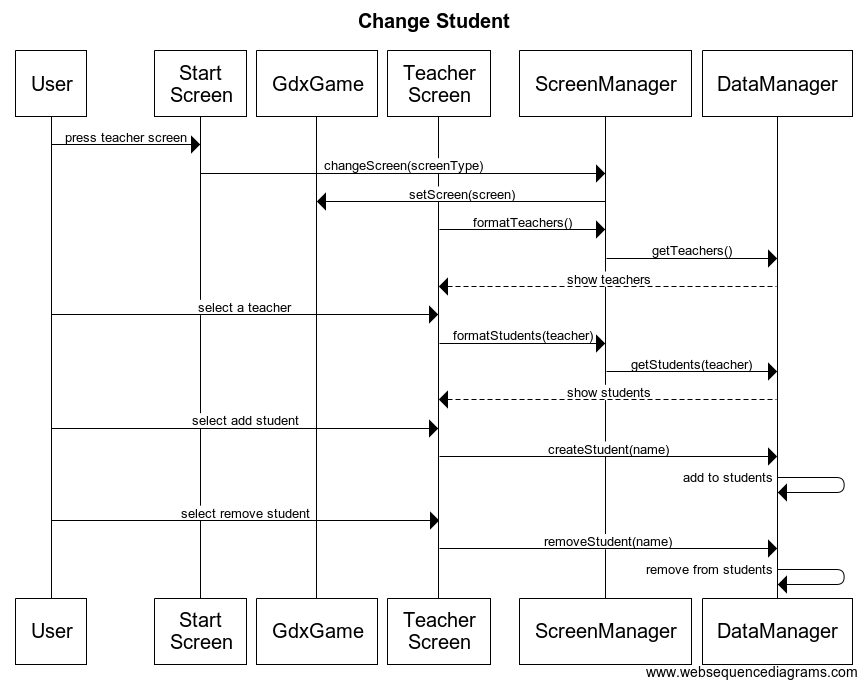 Change Student
User
Start
Screen
GdxGame
Teacher
Screen
ScreenManager
DataManager
press teacher screen
changeScreen(screenType)
setScreen(screen)
formatTeachers()
getTeachers()
show teachers
select a teacher
formatStudents(teacher)
getStudents(teacher)
show students
select add student
createStudent(name)
add to students
select remove student
removeStudent(name)
remove from students
User
Start
Screen
GdxGame
Teacher
Screen
ScreenManager
DataManager
www.websequencediagrams.com